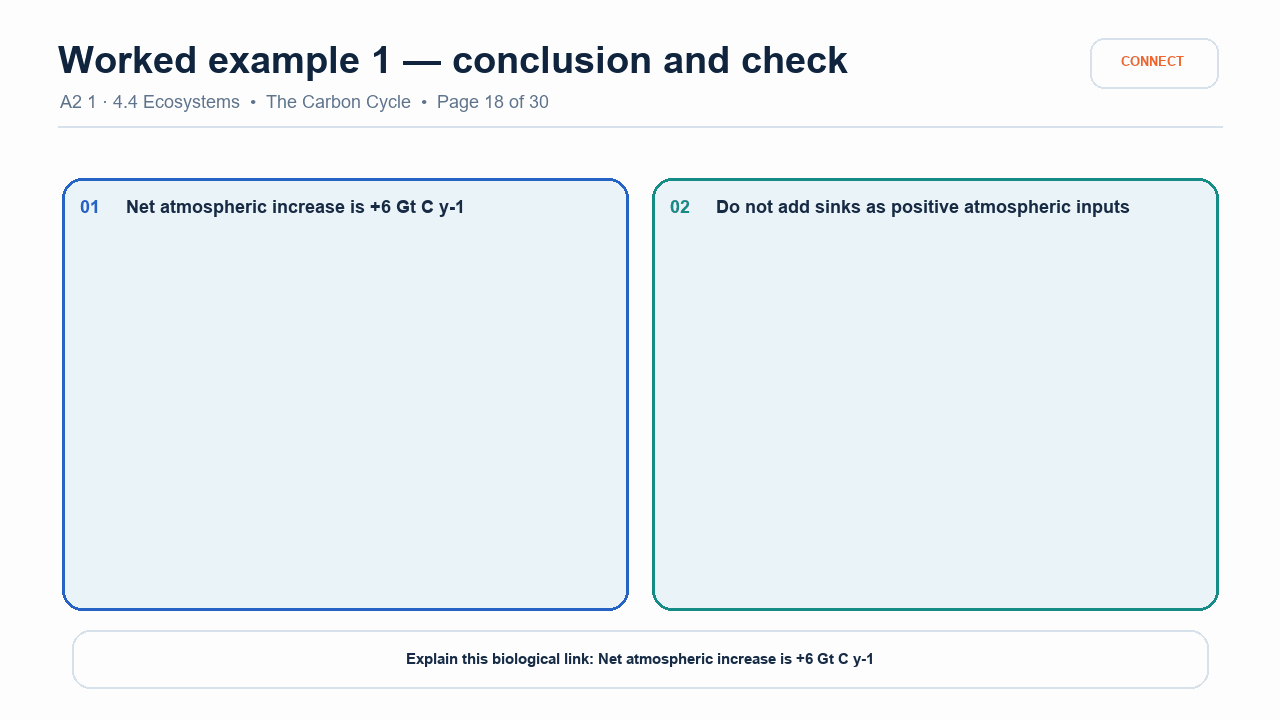 Worked example 1 — conclusion and check
CONNECT
A2 1 · 4.4 Ecosystems • The Carbon Cycle • Page 18 of 30
01 Net atmospheric increase is +6 Gt C y-1
02 Do not add sinks as positive atmospheric inputs
Explain this biological link: Net atmospheric increase is +6 Gt C y-1